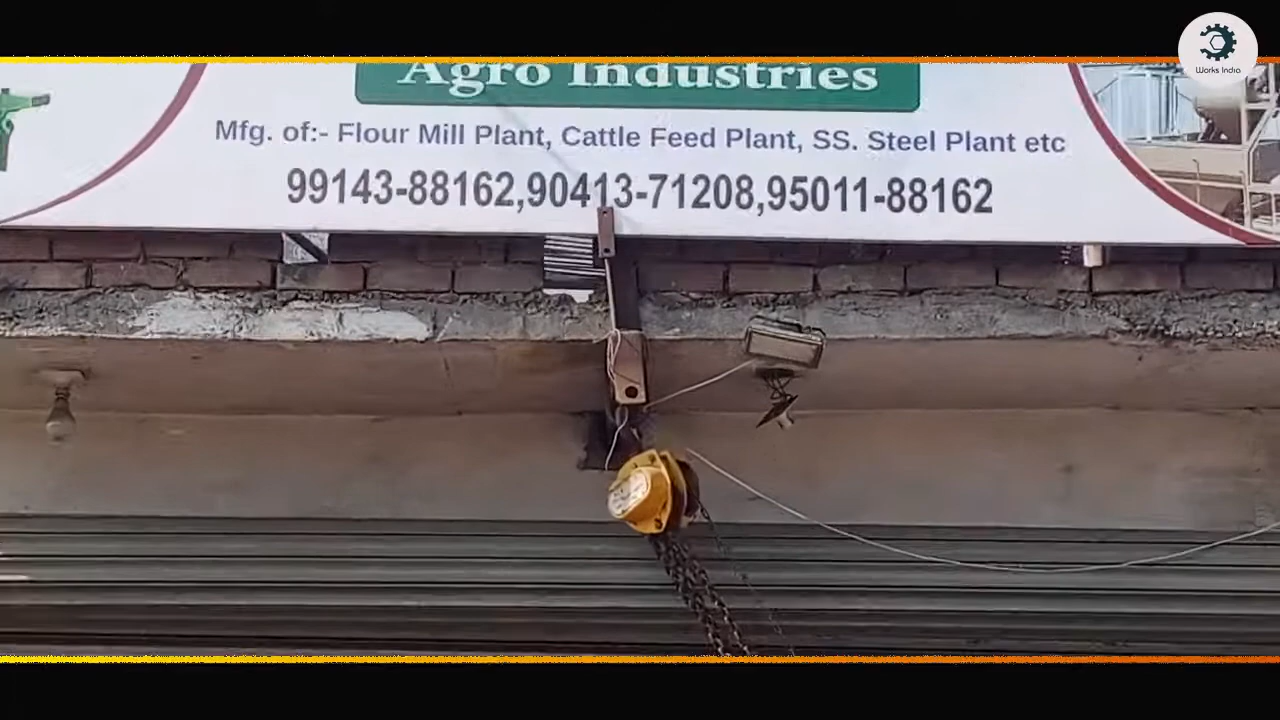 Works India
Agro Industries
Mfg. of:- Flour Mill Plant, Cattle Feed Plant, SS. Steel Plant etc
99143-88162,90413-71208,95011-88162